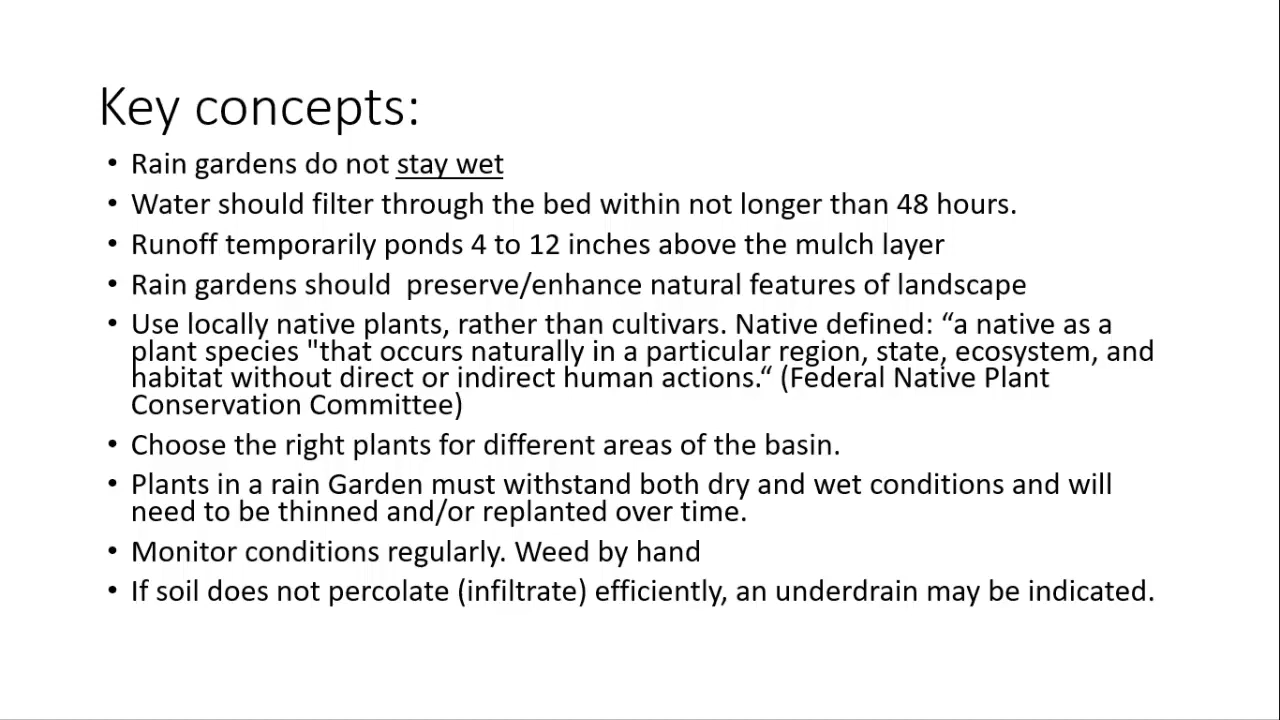 Key concepts:
• Rain gardens do not stay wet
• Water should filter through the bed within not longer than 48 hours.
• Runoff temporarily ponds 4 to 12 inches above the mulch layer
• Rain gardens should  preserve/enhance natural features of landscape
• Use locally native plants, rather than cultivars. Native defined: “a native as a
plant species "that occurs naturally in a particular region, state, ecosystem, and
habitat without direct or indirect human actions.“ (Federal Native Plant
Conservation Committee)
• Choose the right plants for different areas of the basin.
• Plants in a rain Garden must withstand both dry and wet conditions and will
need to be thinned and/or replanted over time.
• Monitor conditions regularly. Weed by hand
• If soil does not percolate (infiltrate) efficiently, an underdrain may be indicated.